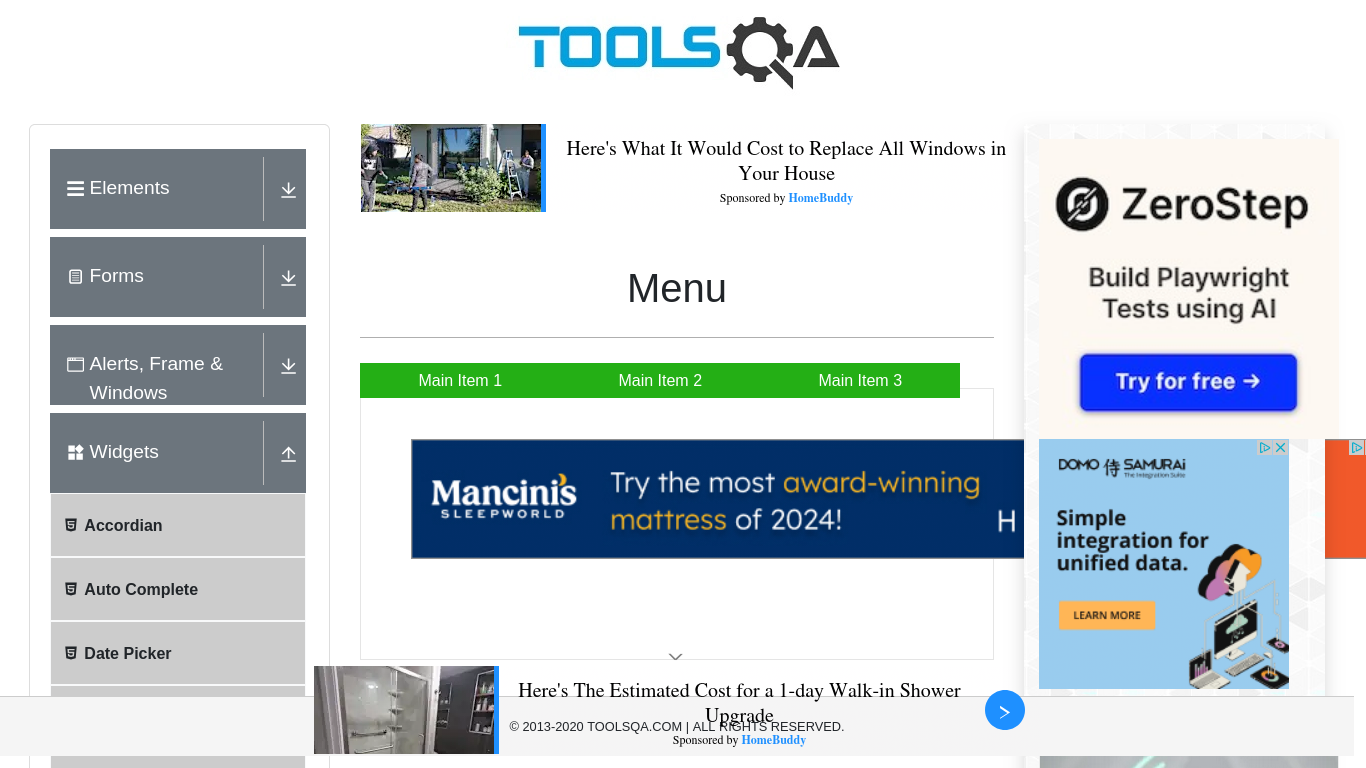 TOOLSQA
Elements
Forms
Alerts, Frame &
Windows
Widgets
Accordian
Auto Complete
Date Picker
Here's What It Would Cost to Replace All Windows in
Your House
Sponsored by HomeBuddy
Menu
Main Item 1
Main Item 2
Main Item 3
Mancini's
SLEEPWORLD
Try the most award-winning
mattress of 2024!
H
ZeroStep
Build Playwright
Tests using AI
Try for free →
DOMO 侍 SAMURAI
The Integration Suite
Simple
integration for
unified data.
LEARN MORE
Here's The Estimated Cost for a 1-day Walk-in Shower
Upgrade
Sponsored by HomeBuddy
© 2013-2020 TOOLSQA.COM | ALL RIGHTS RESERVED.